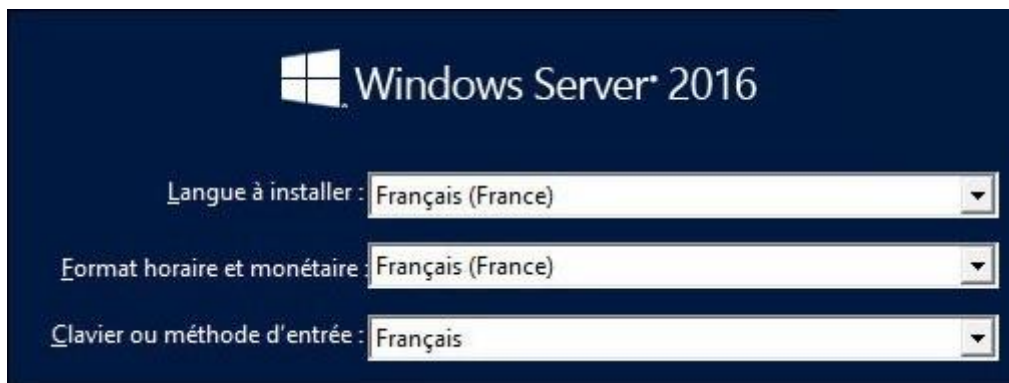 Windows Server 2016
Langue à installer : Français (France)
Format horaire et monétaire : Français (France)
Clavier ou méthode d'entrée : Français